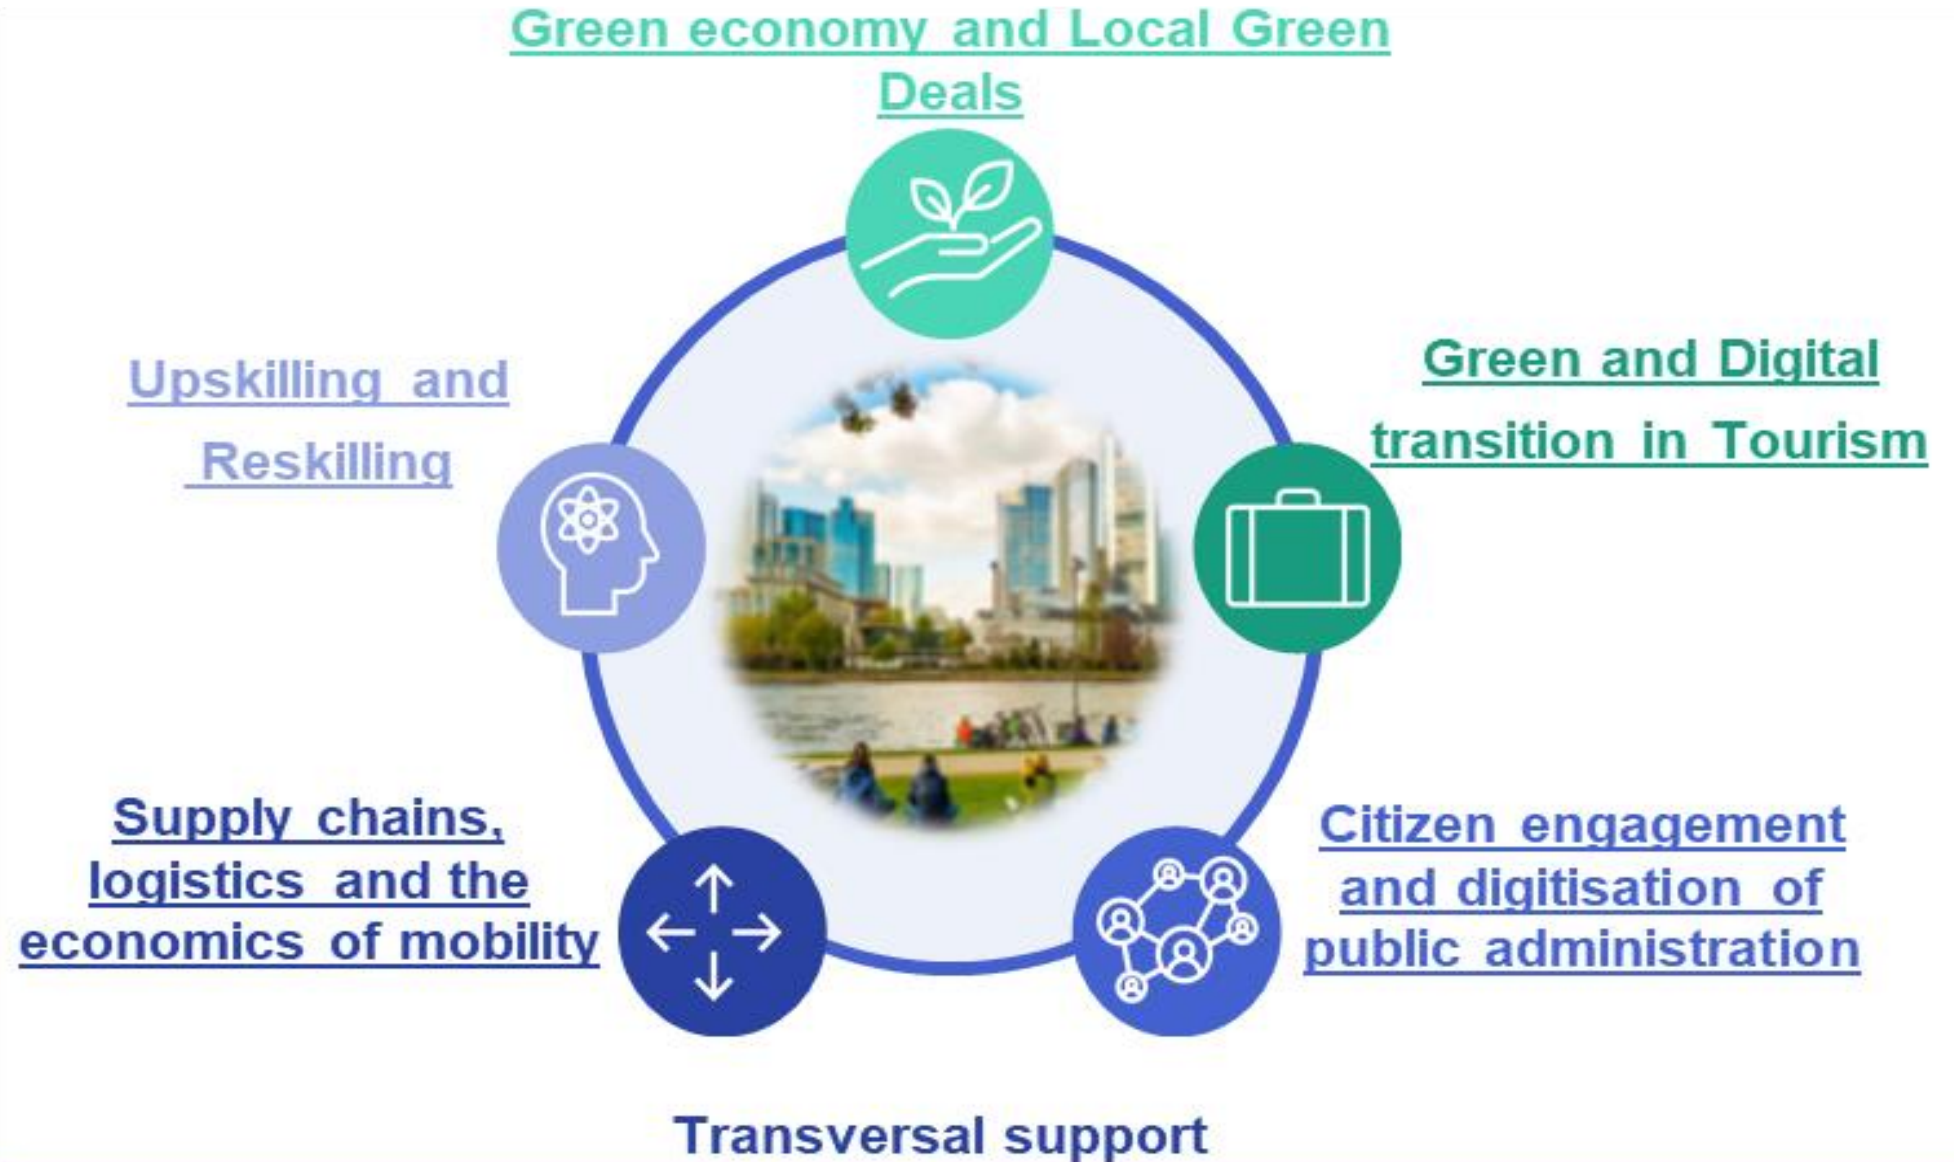 Green economy and Local Green
Deals
Upskilling and
Reskilling
Green and Digital
transition in Tourism
Supply chains,
logistics and the
economics of mobility
Citizen engagement
and digitisation of
public administration
Transversal support